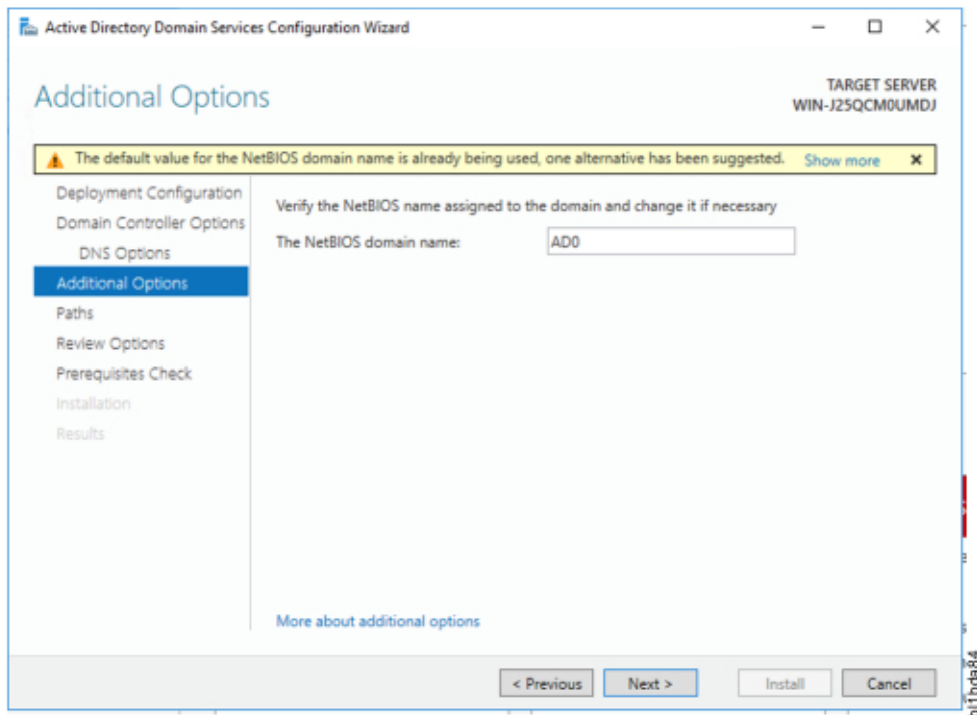 Active Directory Domain Services Configuration Wizard
Additional Options
TARGET SERVER
WIN-J25QCM0UMDJ
The default value for the NetBIOS domain name is already being used, one alternative has been suggested. Show more
Deployment Configuration
Domain Controller Options
DNS Options
Additional Options
Paths
Review Options
Prerequisites Check
Installation
Results
Verify the NetBIOS name assigned to the domain and change it if necessary
The NetBIOS domain name: AD0
More about additional options
< Previous Next > Install Cancel